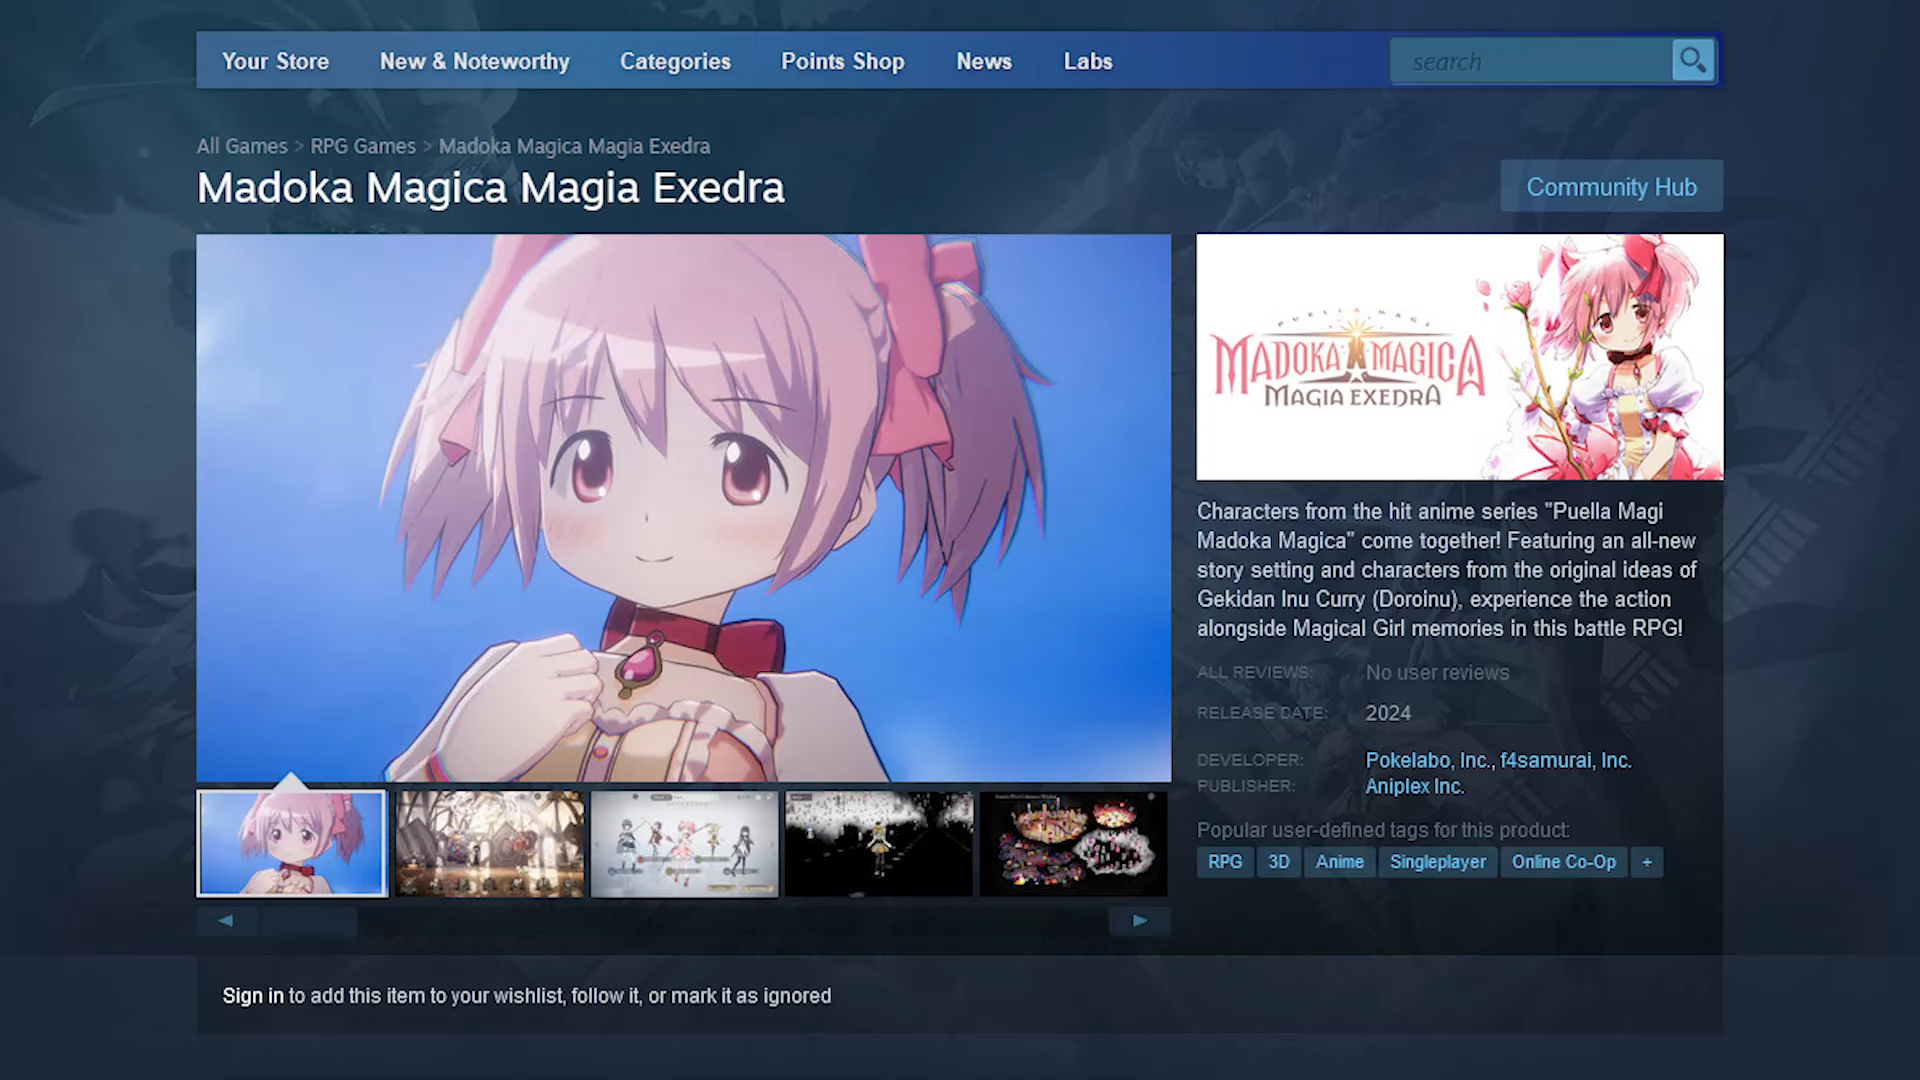 Your Store New & Noteworthy Categories Points Shop News Labs search
All Games > RPG Games > Madoka Magica Magia Exedra
Madoka Magica Magia Exedra
Community Hub
PUELLA MAGI
MADOKA MAGICA
MAGIA EXEDRA
Characters from the hit anime series "Puella Magi
Madoka Magica" come together! Featuring an all-new
story setting and characters from the original ideas of
Gekidan Inu Curry (Doroinu), experience the action
alongside Magical Girl memories in this battle RPG!
ALL REVIEWS: No user reviews
RELEASE DATE: 2024
DEVELOPER: Pokelabo, Inc., f4samurai, Inc.
PUBLISHER: Aniplex Inc.
Popular user-defined tags for this product:
RPG 3D Anime Singleplayer Online Co-Op +
Sign in to add this item to your wishlist, follow it, or mark it as ignored